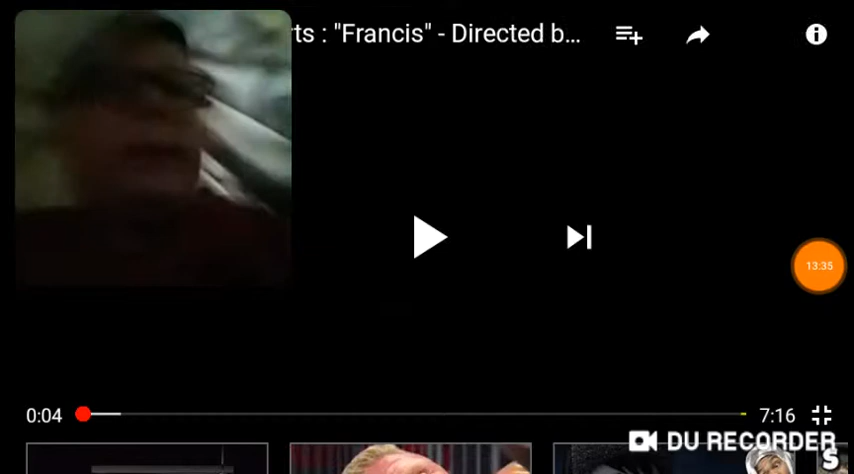 rts : "Francis" - Directed b...
13:35
0:04
7:16
DU RECORDER
S